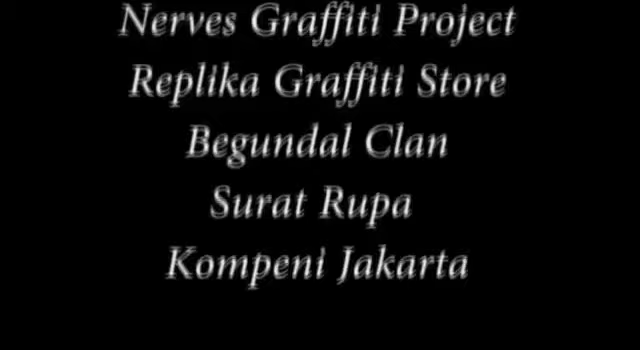 Nerves Graffiti Project
Replika Graffiti Store
Begundal Clan
Surat Rupa
Kompeni Jakarta